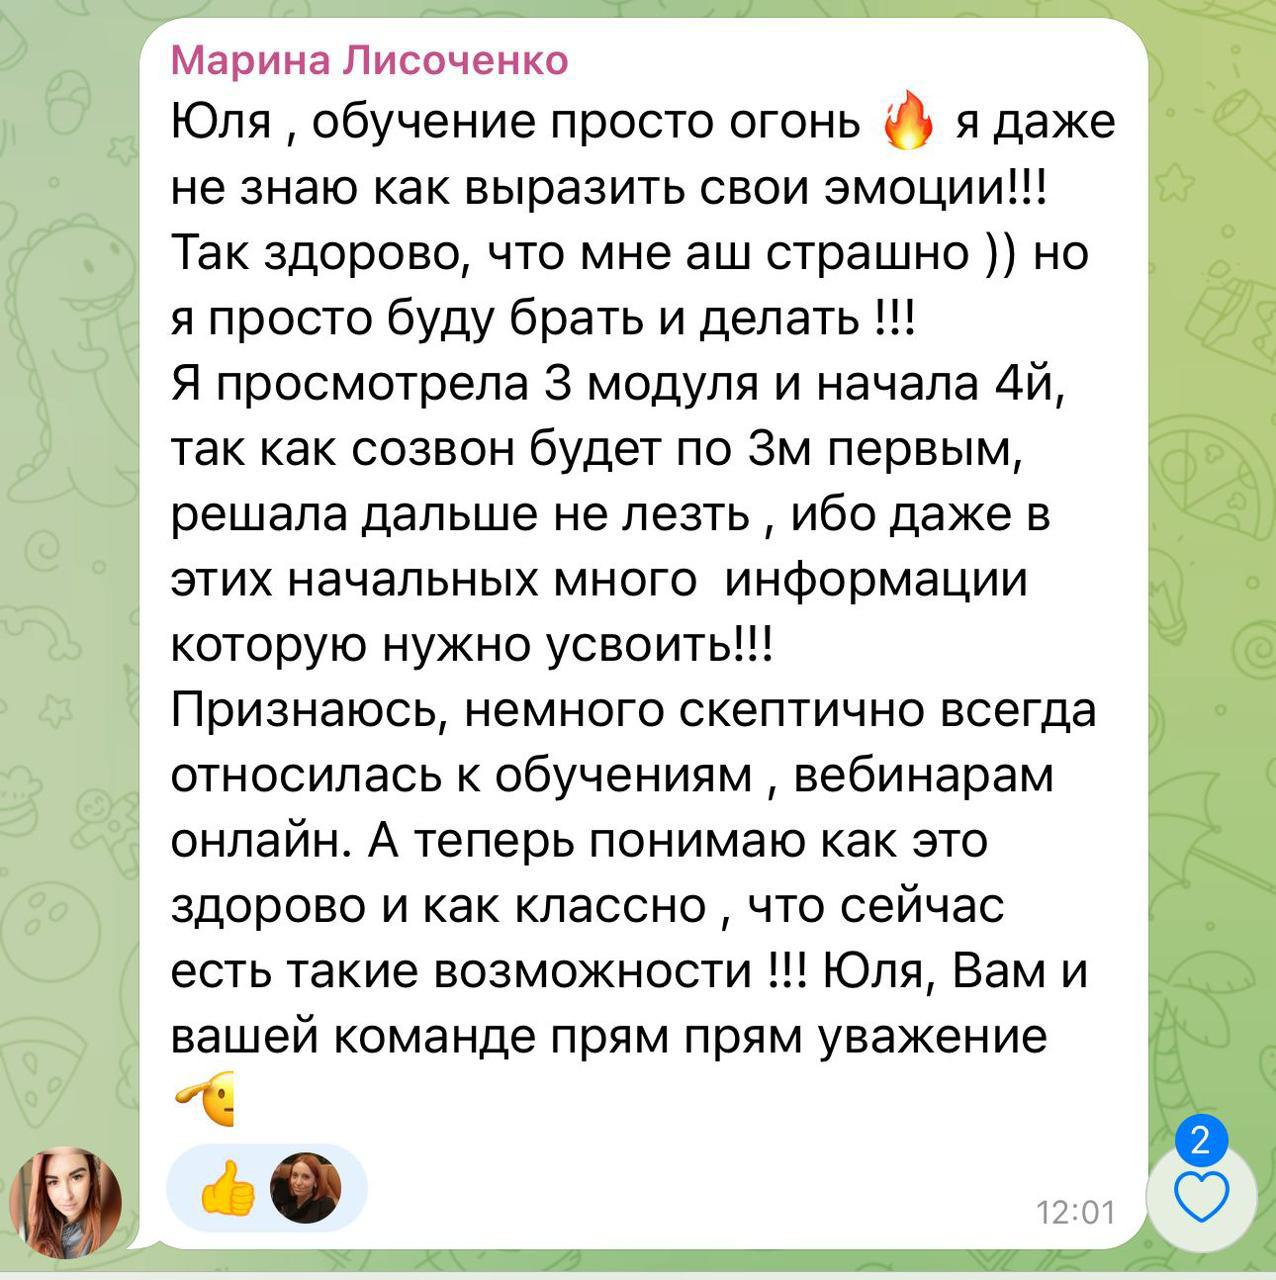 Марина Лисоченко
Юля , обучение просто огонь 🔥 я даже
не знаю как выразить свои эмоции!!!
Так здорово, что мне аш страшно )) но
я просто буду брать и делать !!!
Я просмотрела 3 модуля и начала 4й,
так как созвон будет по 3м первым,
решала дальше не лезть , ибо даже в
этих начальных много  информации
которую нужно усвоить!!!
Признаюсь, немного скептично всегда
относилась к обучениям , вебинарам
онлайн. А теперь понимаю как это
здорово и как классно , что сейчас
есть такие возможности !!! Юля, Вам и
вашей команде прям прям уважение
🫡
👍
12:01
2